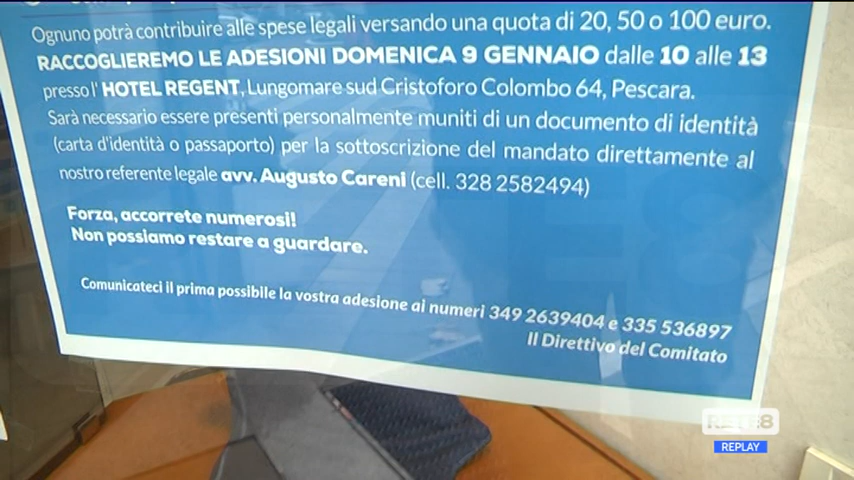 Ognuno potrà contribuire alle spese legali versando una quota di 20, 50 o 100 euro.
RACCOGLIEREMO LE ADESIONI DOMENICA 9 GENNAIO dalle 10 alle 13
presso l' HOTEL REGENT, Lungomare sud Cristoforo Colombo 64, Pescara.
Sarà necessario essere presenti personalmente muniti di un documento di identità
(carta d'identità o passaporto) per la sottoscrizione del mandato direttamente al
nostro referente legale avv. Augusto Careni (cell. 328 2582494)
Forza, accorrete numerosi!
Non possiamo restare a guardare.
Comunicateci il prima possibile la vostra adesione ai numeri 349 2639404 e 335 536897
Il Direttivo del Comitato
RETE8
REPLAY